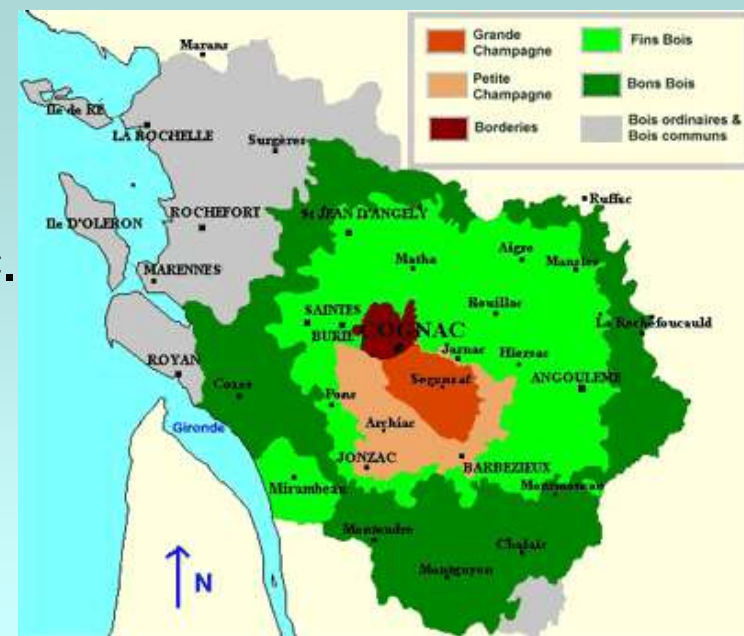 Grande
Champagne
Fins Bois
Petite
Champagne
Bons Bois
Borderies
Bois ordinaires &
Bois communs
Marans
Ile de RÉ
LA ROCHELLE
Surgères
Ruffec
Ile D'OLERON
ROCHEFORT
St JEAN D'ANGELY
Matha
Aigre
Mansles
MARENNES
SAINTES
Rouillac
La Rochefoucauld
BURIE
COGNAC
Jarnac
Hiersac
ROYAN
Cozes
Segonzac
ANGOULEME
Pons
Gironde
Archiac
JONZAC
BARBEZIEUX
Mirambeau
Montmoreau
Montendre
Chalais
Montguyon
N
.